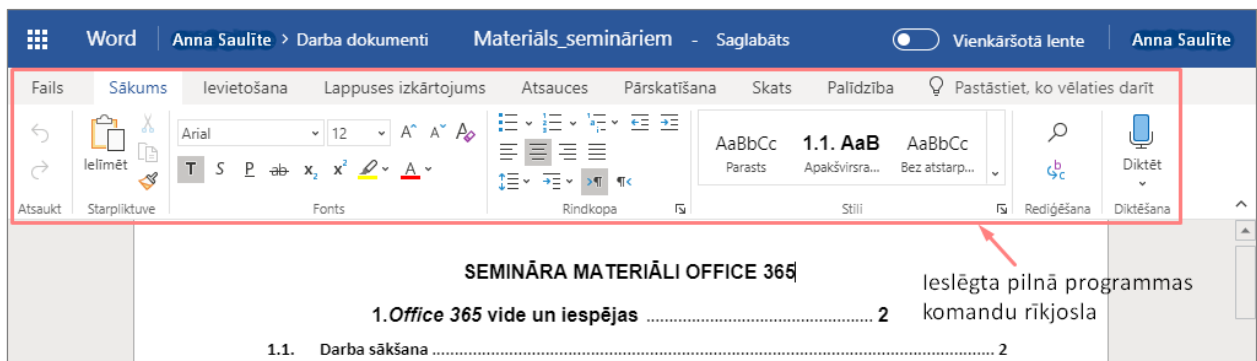 Word Anna Saulīte > Darba dokumenti Materiāls_semināriem - Saglabāts Vienkāršotā lente Anna Saulīte
Fails Sākums Ievietošana Lappuses izkārtojums Atsauces Pārskatīšana Skats Palīdzība Pastāstiet, ko vēlaties darīt
Ielīmēt Arial 12 A^ A˅ A AaBbCc 1.1. AaB AaBbCc Diktēt
T S P ab x₂ x² A Parasts Apakšvirsra... Bez atstarp...
Atsaukt Starpliktuve Fonts Rindkopa Stili Rediģēšana Diktēšana
SEMINĀRA MATERIĀLI OFFICE 365
Ieslēgta pilnā programmas
komandu rīkjosla
1.Office 365 vide un iespējas ........................................................ 2
1.1. Darba sākšana ........................................................................................................ 2